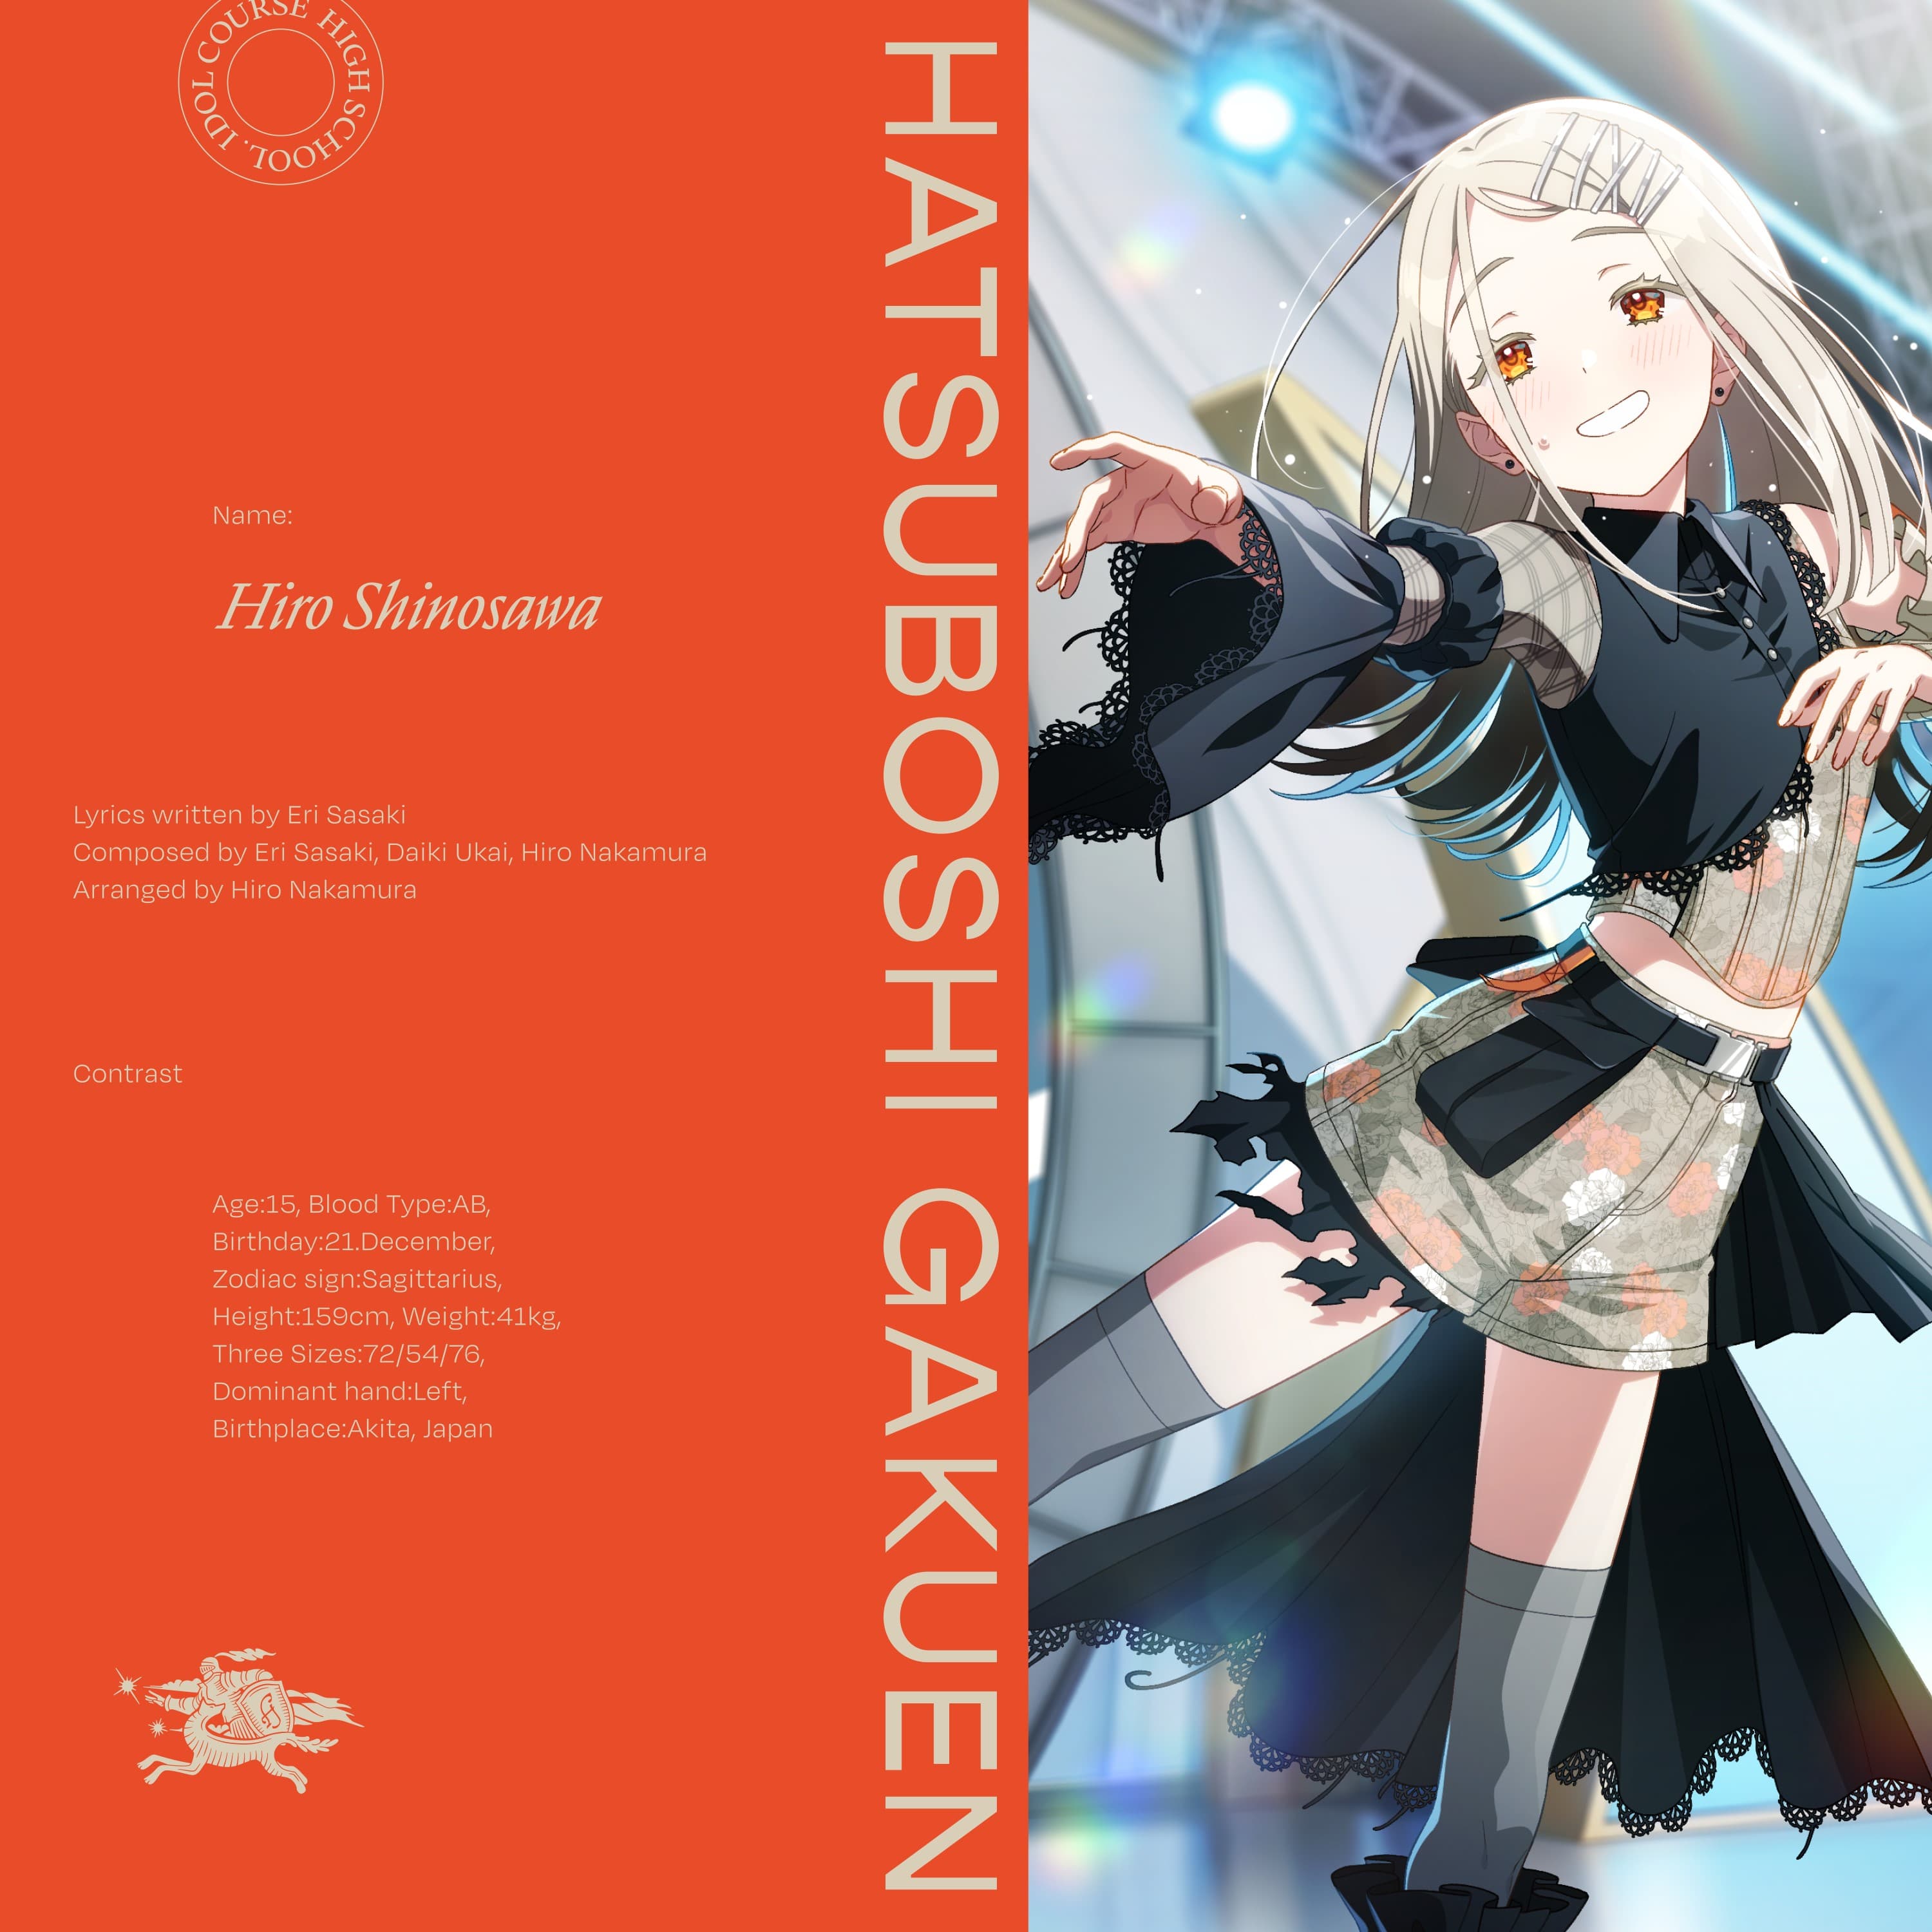 IDOL COURSE HIGH SCHOOL.
Name:
Hiro Shinosawa
Lyrics written by Eri Sasaki
Composed by Eri Sasaki, Daiki Ukai, Hiro Nakamura
Arranged by Hiro Nakamura
Contrast
Age:15, Blood Type:AB,
Birthday:21.December,
Zodiac sign:Sagittarius,
Height:159cm, Weight:41kg,
Three Sizes:72/54/76,
Dominant hand:Left,
Birthplace:Akita, Japan
HATSUBOSHI GAKUEN